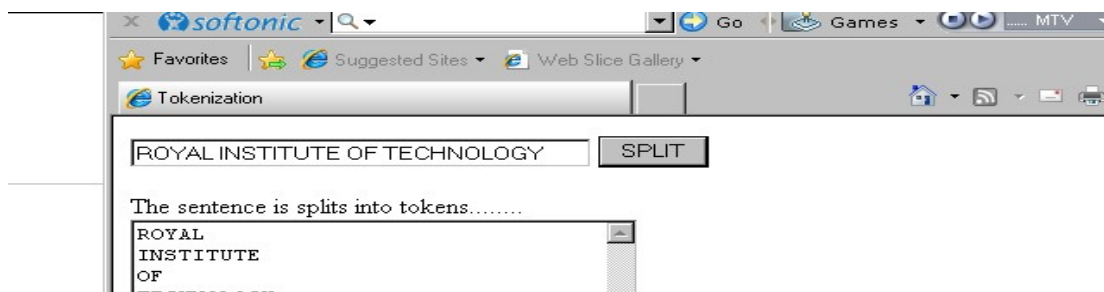 softonic Go Games ...... MTV
Favorites Suggested Sites Web Slice Gallery
Tokenization
ROYAL INSTITUTE OF TECHNOLOGY SPLIT
The sentence is splits into tokens........
ROYAL
INSTITUTE
OF